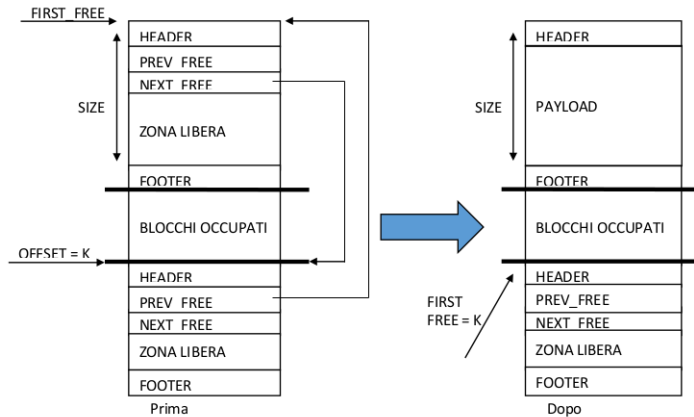 FIRST_FREE
HEADER
PREV_FREE
NEXT_FREE
SIZE
ZONA LIBERA
FOOTER
BLOCCHI OCCUPATI
OFFSET = K
HEADER
PREV_FREE
NEXT_FREE
ZONA LIBERA
FOOTER
Prima
HEADER
SIZE
PAYLOAD
FOOTER
BLOCCHI OCCUPATI
HEADER
FIRST
FREE = K
PREV_FREE
NEXT_FREE
ZONA LIBERA
FOOTER
Dopo